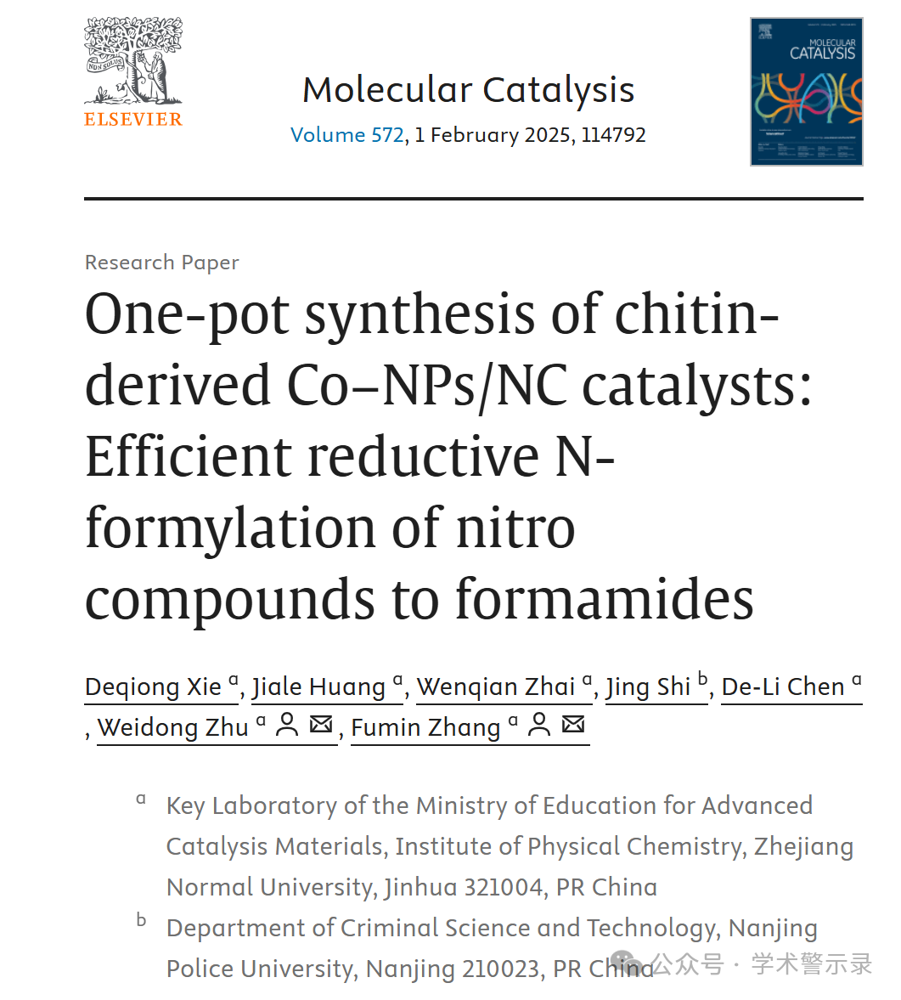 NON SOLUS
ELSEVIER
Molecular Catalysis
Volume 572, 1 February 2025, 114792
MOLECULAR
CATALYSIS
Research Paper
One-pot synthesis of chitin-
derived Co–NPs/NC catalysts:
Efficient reductive N-
formylation of nitro
compounds to formamides
Deqiong Xie a, Jiale Huang a, Wenqian Zhai a, Jing Shi b, De-Li Chen a
, Weidong Zhu a, Fumin Zhang a
a Key Laboratory of the Ministry of Education for Advanced
Catalysis Materials, Institute of Physical Chemistry, Zhejiang
Normal University, Jinhua 321004, PR China
b Department of Criminal Science and Technology, Nanjing
Police University, Nanjing 210023, PR China
公众号 · 学术警示录